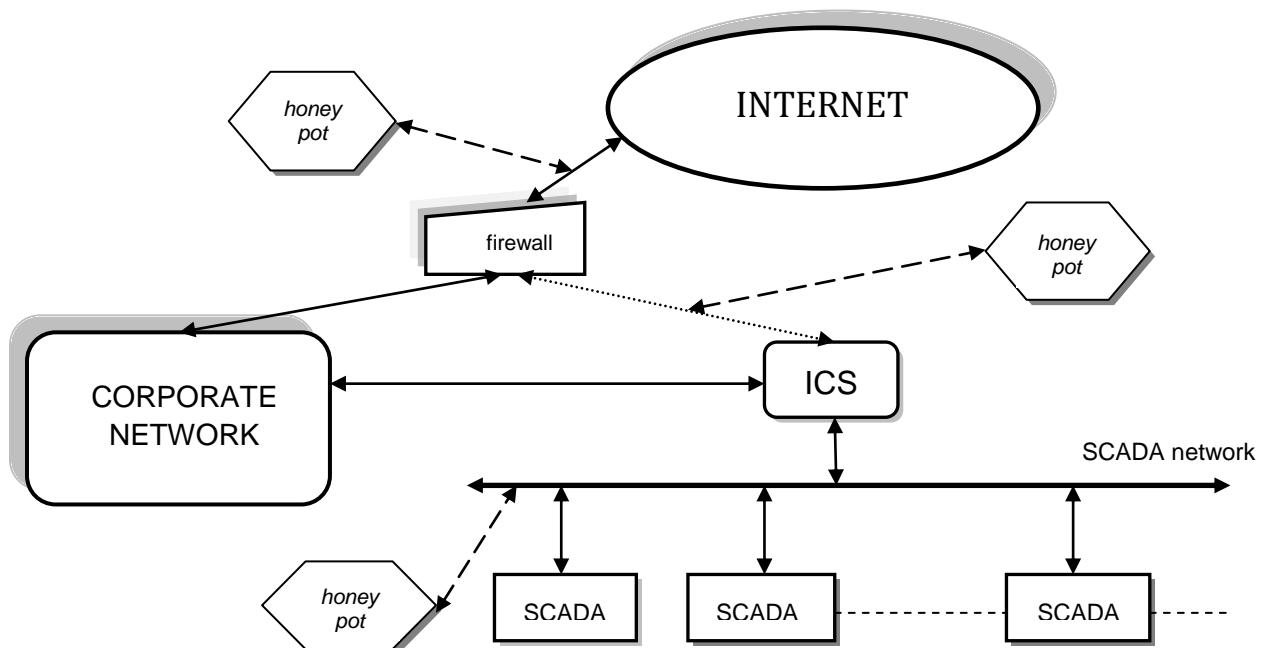 honey
pot
INTERNET
firewall
honey
pot
CORPORATE
NETWORK
ICS
SCADA network
honey
pot
SCADA
SCADA
SCADA